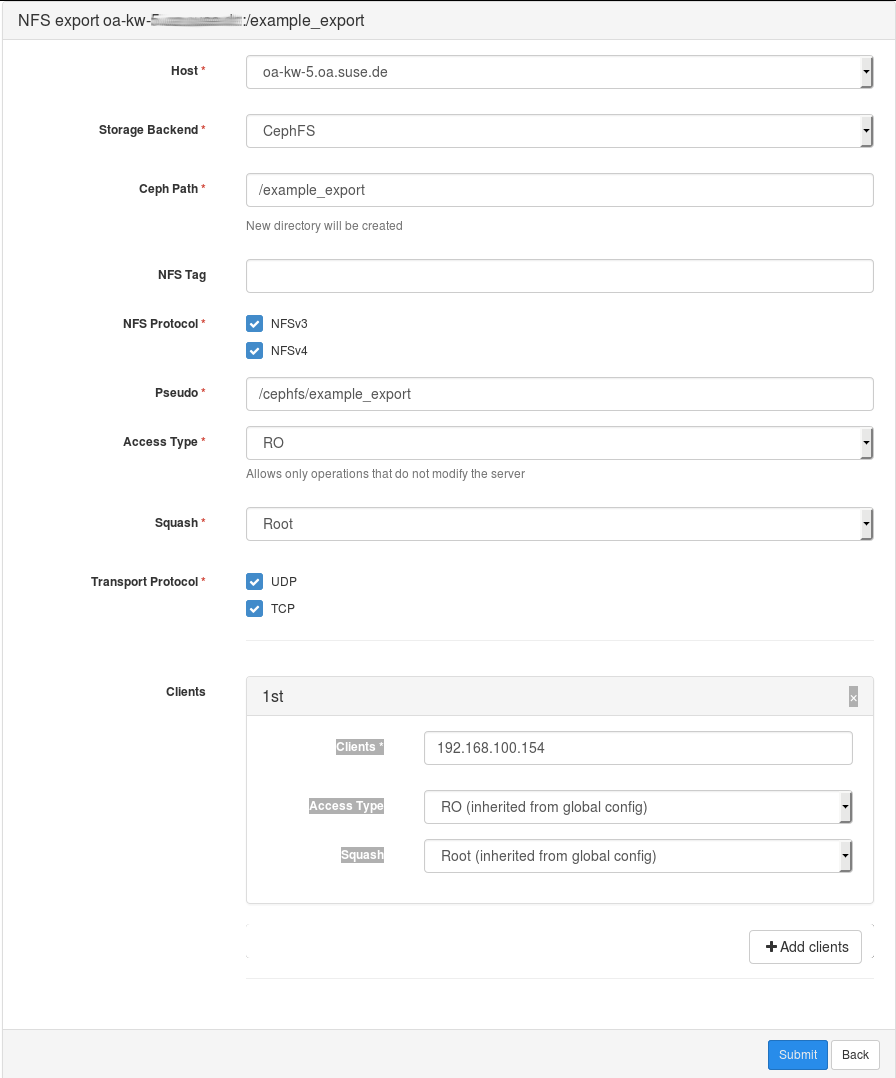 NFS export oa-kw- :/example_export
Host *
oa-kw-5.oa.suse.de
Storage Backend *
CephFS
Ceph Path *
/example_export
New directory will be created
NFS Tag
NFS Protocol *
NFSv3
NFSv4
Pseudo *
/cephfs/example_export
Access Type *
RO
Allows only operations that do not modify the server
Squash *
Root
Transport Protocol *
UDP
TCP
Clients
1st
×
Clients *
192.168.100.154
Access Type
RO (inherited from global config)
Squash
Root (inherited from global config)
Add clients
Submit
Back